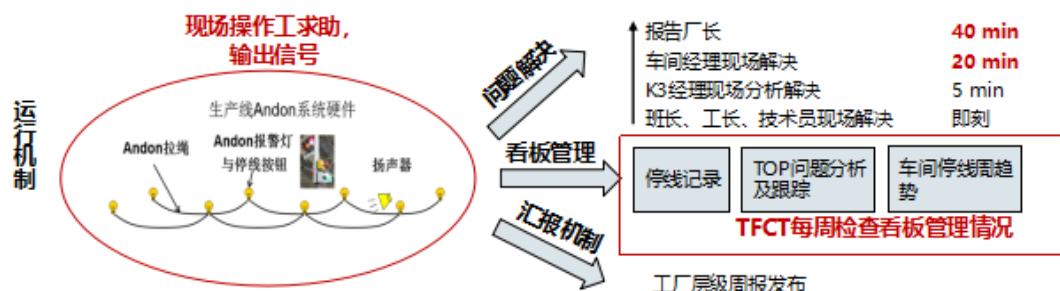 运行机制
现场操作工求助，
输出信号
生产线Andon系统硬件
Andon拉绳
Andon报警灯
与停线按钮
扬声器
问题解决
看板管理
汇报机制
报告厂长 40 min
车间经理现场解决 20 min
K3经理现场分析解决 5 min
班长、工长、技术员现场解决 即刻
停线记录
TOP问题分析
及跟踪
车间停线周趋
势
TFCT每周检查看板管理情况
工厂层级周报发布